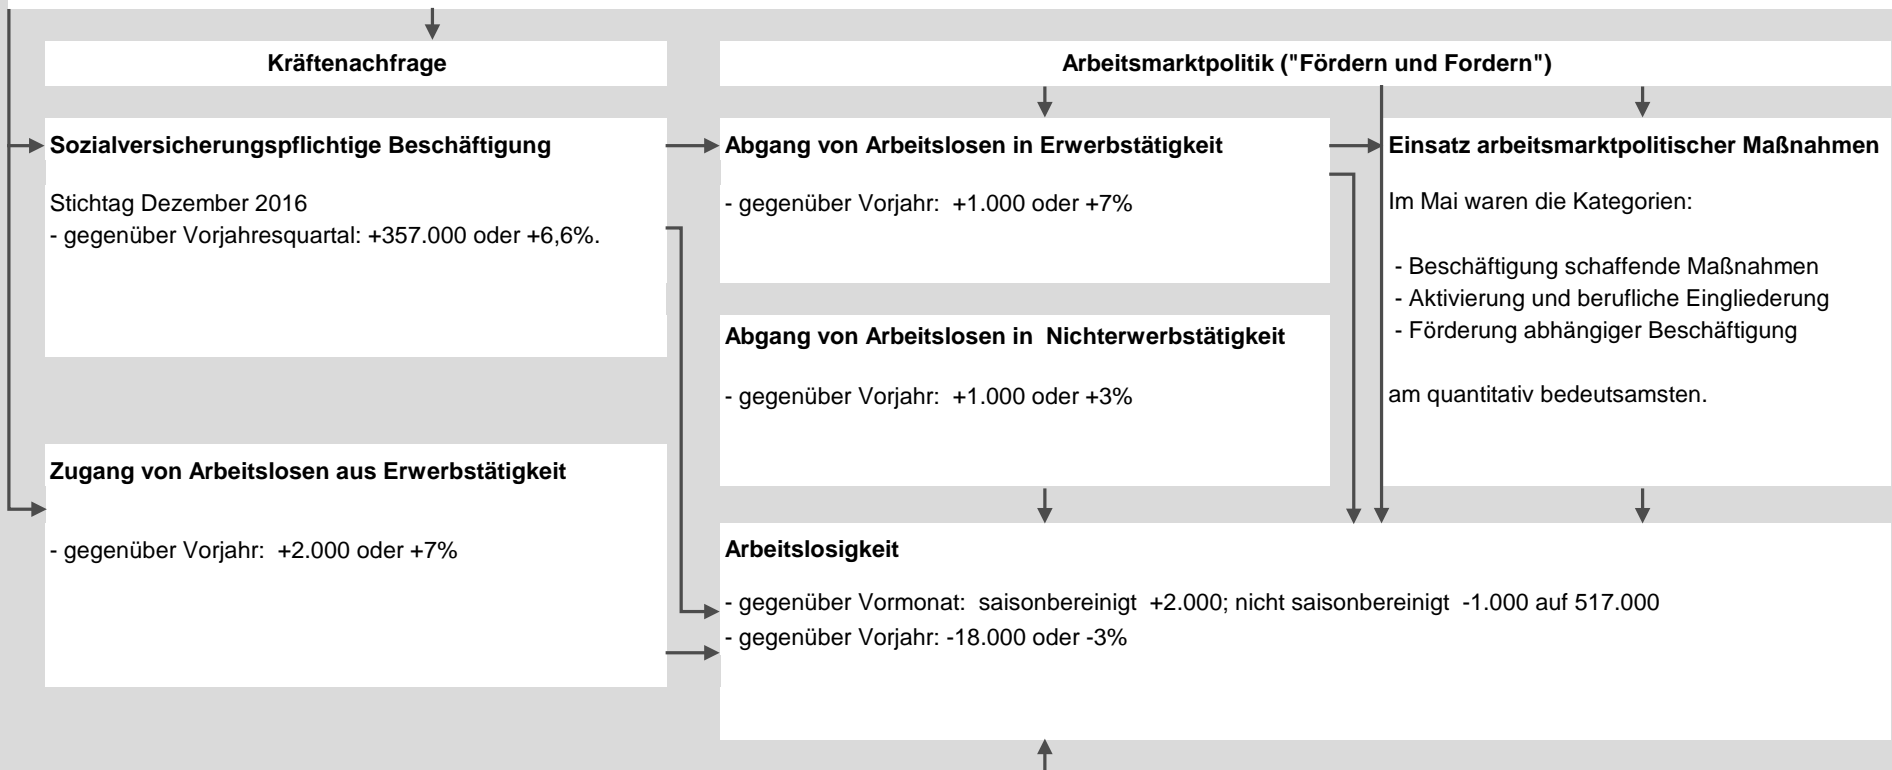 Kräftenachfrage
Arbeitsmarktpolitik ("Fördern und Fordern")
Sozialversicherungspflichtige Beschäftigung
Stichtag Dezember 2016
- gegenüber Vorjahresquartal: +357.000 oder +6,6%.
Abgang von Arbeitslosen in Erwerbstätigkeit
- gegenüber Vorjahr:  +1.000 oder +7%
Einsatz arbeitsmarktpolitischer Maßnahmen
Im Mai waren die Kategorien:
- Beschäftigung schaffende Maßnahmen
- Aktivierung und berufliche Eingliederung
- Förderung abhängiger Beschäftigung
am quantitativ bedeutsamsten.
Abgang von Arbeitslosen in  Nichterwerbstätigkeit
- gegenüber Vorjahr:  +1.000 oder +3%
Zugang von Arbeitslosen aus Erwerbstätigkeit
- gegenüber Vorjahr:  +2.000 oder +7%
Arbeitslosigkeit
- gegenüber Vormonat:  saisonbereinigt  +2.000; nicht saisonbereinigt  -1.000 auf 517.000
- gegenüber Vorjahr: -18.000 oder -3%